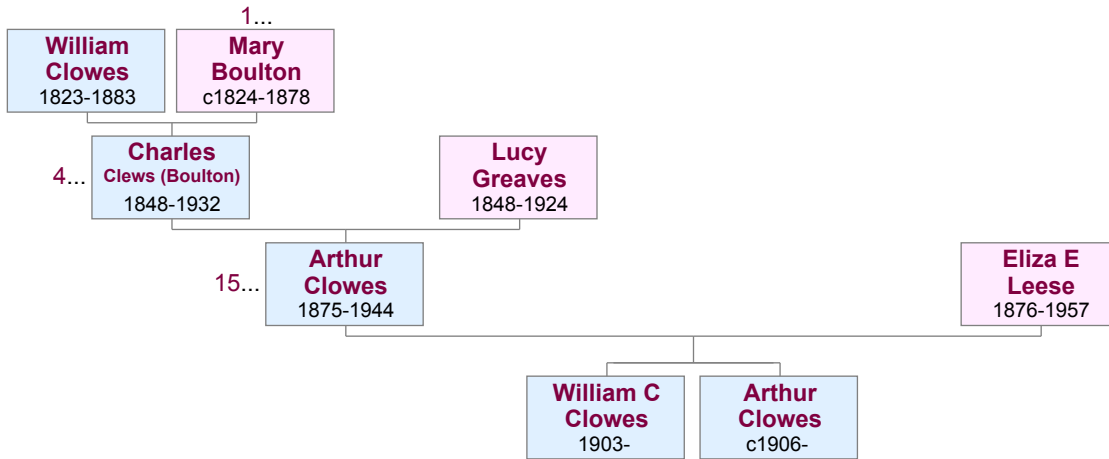 1...
William
Clowes
1823-1883
Mary
Boulton
c1824-1878
4...
Charles
Clews (Boulton)
1848-1932
Lucy
Greaves
1848-1924
15...
Arthur
Clowes
1875-1944
Eliza E
Leese
1876-1957
William C
Clowes
1903-
Arthur
Clowes
c1906-